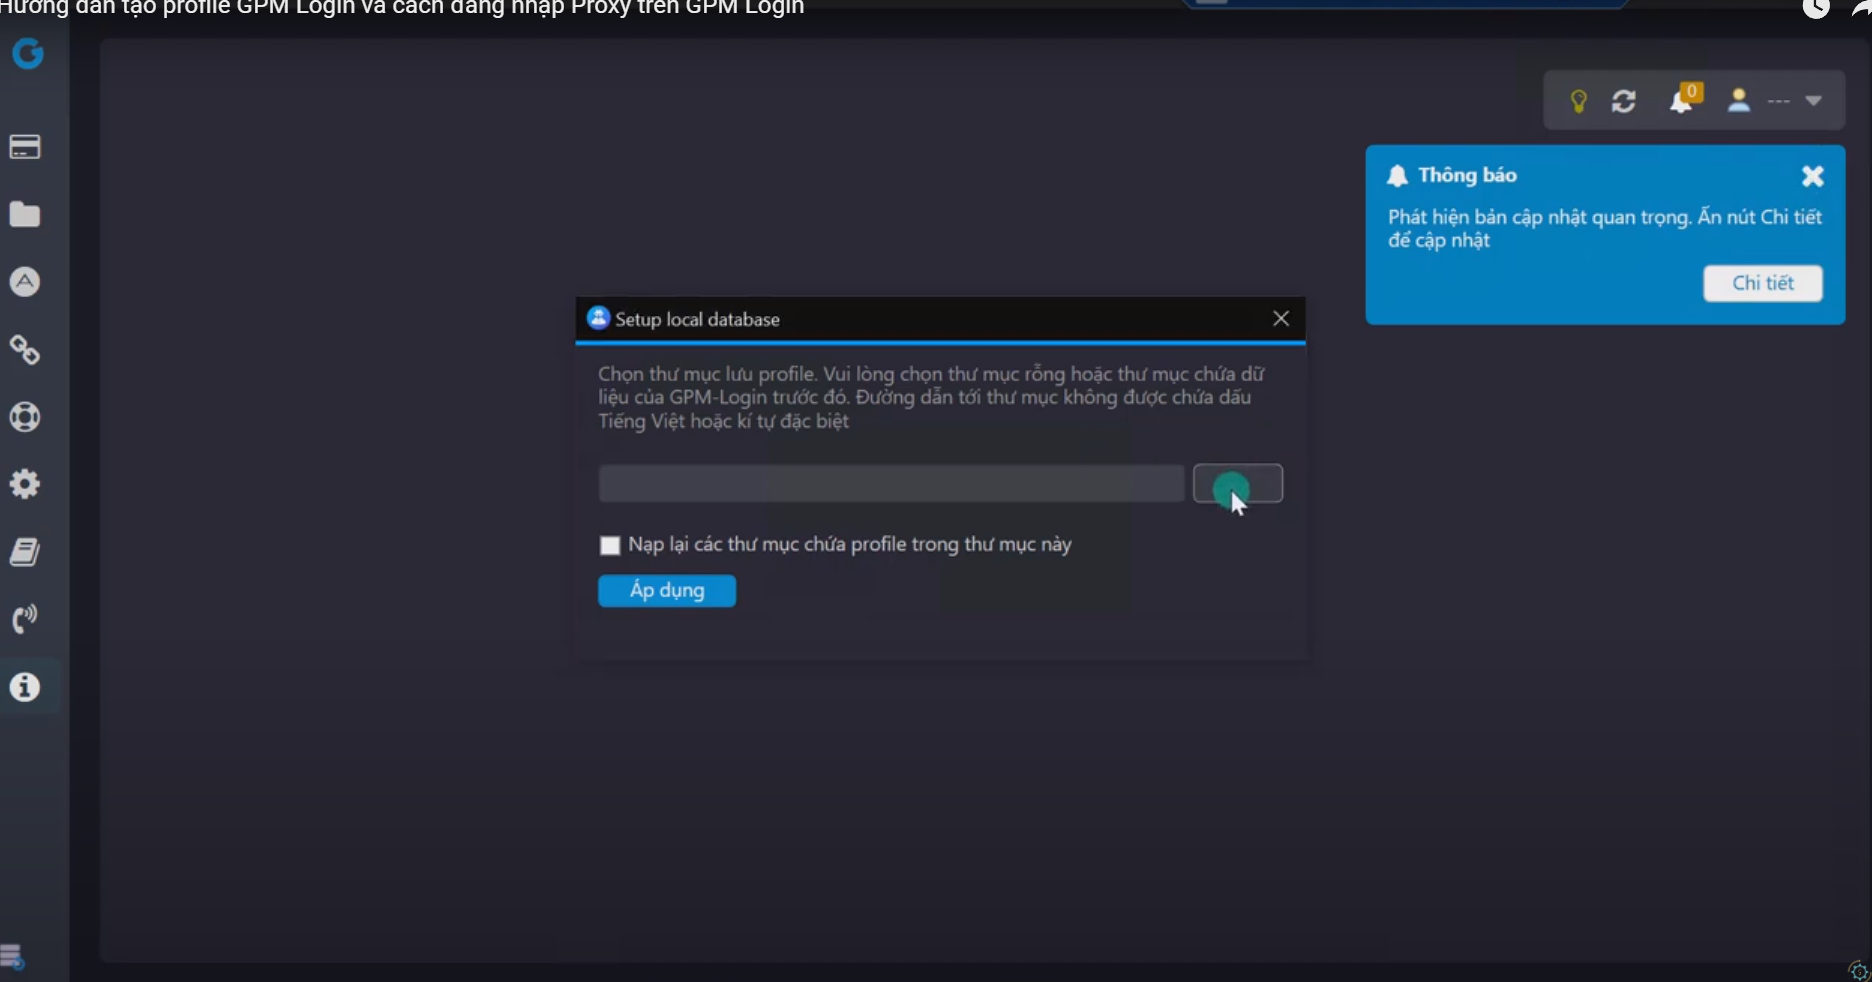 Hướng dẫn tạo profile GPM Login và cách đăng nhập Proxy trên GPM Login
0
---
Thông báo
Phát hiện bản cập nhật quan trọng. Ấn nút Chi tiết
để cập nhật
Chi tiết
Setup local database
Chọn thư mục lưu profile. Vui lòng chọn thư mục rỗng hoặc thư mục chứa dữ
liệu của GPM-Login trước đó. Đường dẫn tới thư mục không được chứa dấu
Tiếng Việt hoặc kí tự đặc biệt
Nạp lại các thư mục chứa profile trong thư mục này
Áp dụng